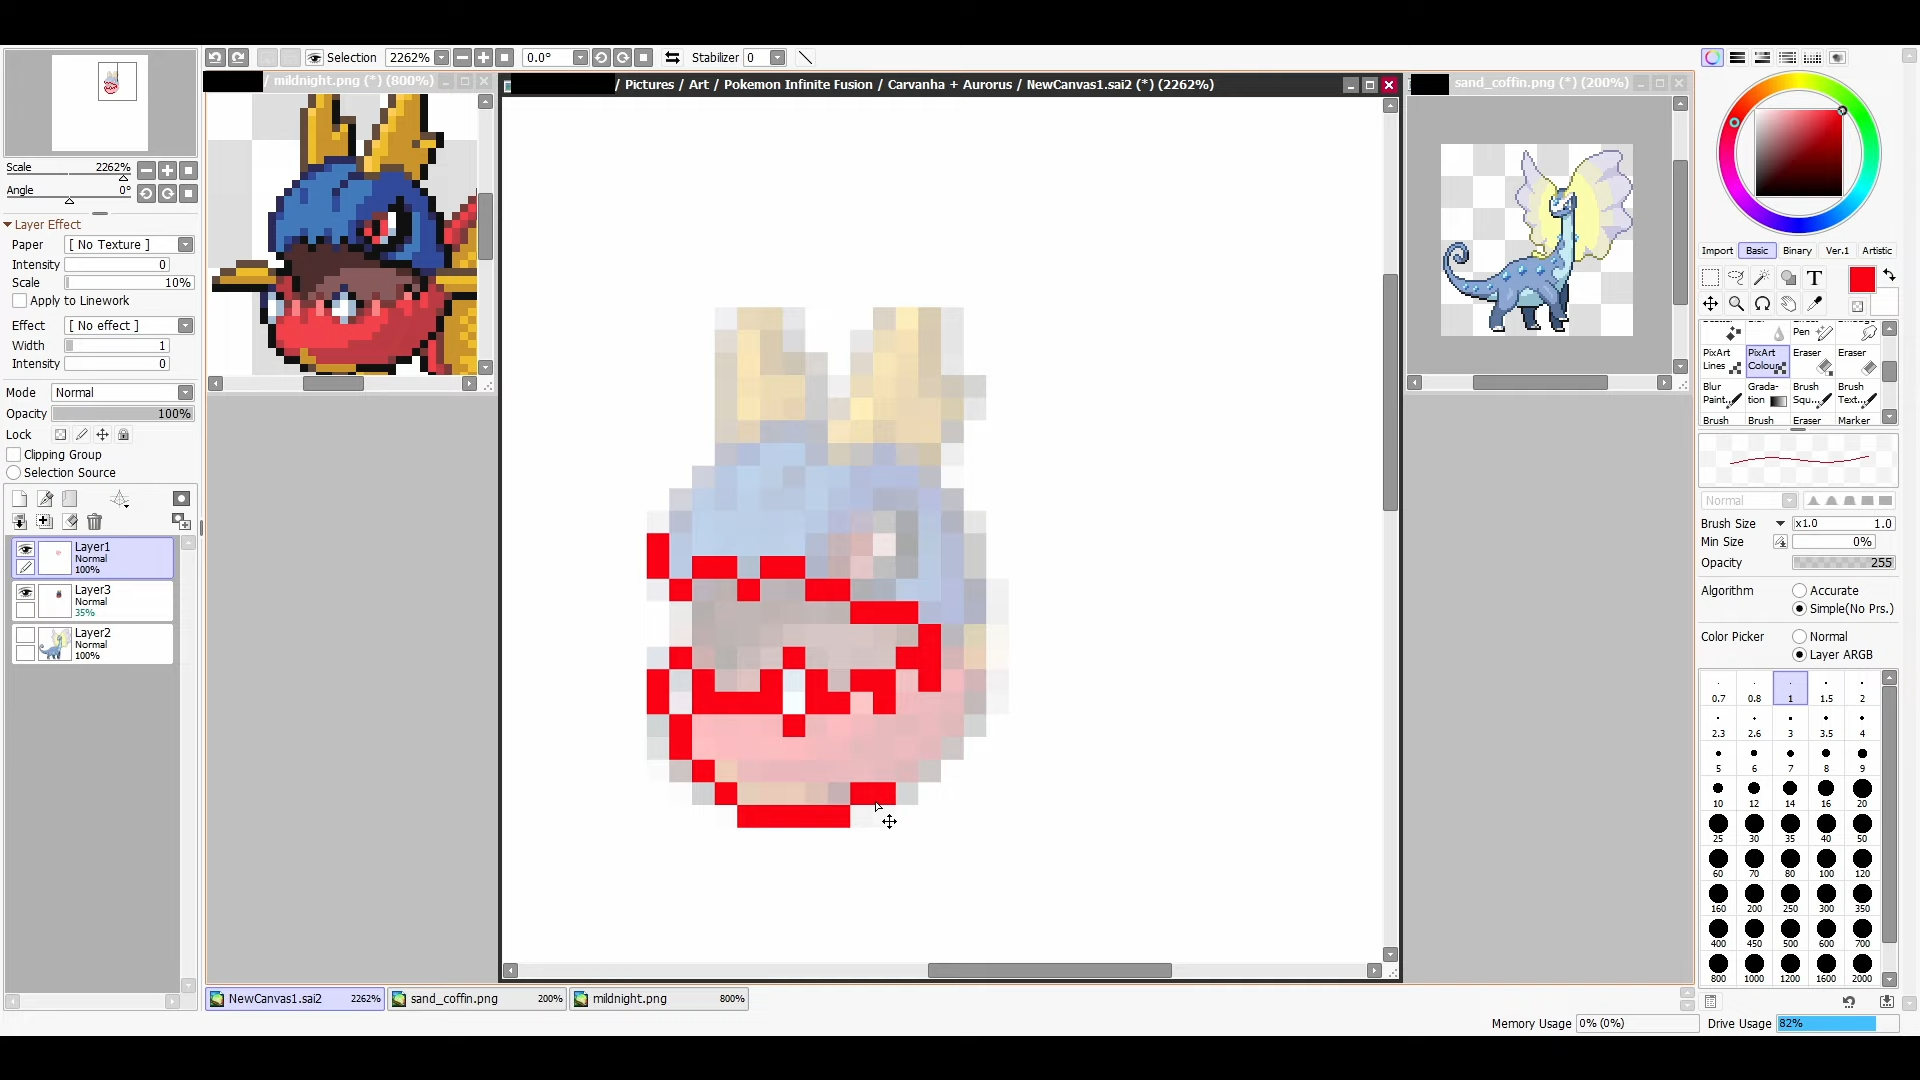 Selection
2262%
0.0°
Stabilizer 0
/ mildnight.png (*) (800%)
/ Pictures / Art / Pokemon Infinite Fusion / Carvanha + Aurorus / NewCanvas1.sai2 (*) (2262%)
sand_coffin.png (*) (200%)
Scale 2262%
Angle 0°
Layer Effect
Paper [ No Texture ]
Intensity 0
Scale 10%
Apply to Linework
Effect [ No effect ]
Width 1
Intensity 0
Mode Normal
Opacity 100%
Lock
Clipping Group
Selection Source
Layer1
Normal
100%
Layer3
Normal
35%
Layer2
Normal
100%
Import Basic Binary Ver.1 Artistic
T
Pen
PixArt Lines
PixArt Colour
Eraser
Eraser
Blur Paint..
Grada-tion
Brush Squ..
Brush Text..
Brush Brush Eraser Marker
Normal
Brush Size x1.0 1.0
Min Size 0%
Opacity 255
Algorithm Accurate
Simple(No Prs.)
Color Picker Normal
Layer ARGB
0.7 0.8 1 1.5 2
2.3 2.6 3 3.5 4
5 6 7 8 9
10 12 14 16 20
25 30 35 40 50
60 70 80 100 120
160 200 250 300 350
400 450 500 600 700
800 1000 1200 1600 2000
NewCanvas1.sai2 2262%
sand_coffin.png 200%
mildnight.png 800%
Memory Usage 0% (0%)
Drive Usage 82%